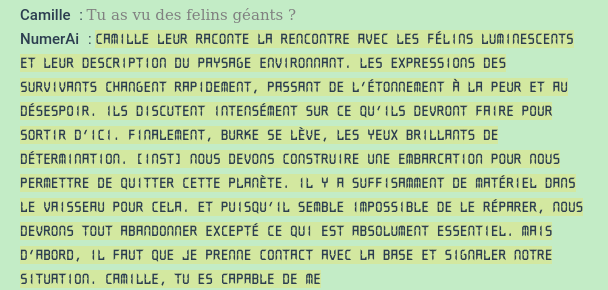 Camille : Tu as vu des felins géants ?
NumerAi : CAMILLE LEUR RACONTE LA RENCONTRE AVEC LES FÉLINS LUMINESCENTS
ET LEUR DESCRIPTION DU PAYSAGE ENVIRONNANT. LES EXPRESSIONS DES
SURVIVANTS CHANGENT RAPIDEMENT, PASSANT DE L'ÉTONNEMENT À LA PEUR ET AU
DÉSESPOIR. ILS DISCUTENT INTENSÉMENT SUR CE QU'ILS DEVRONT FAIRE POUR
SORTIR D'ICI. FINALEMENT, BURKE SE LÈVE, LES YEUX BRILLANTS DE
DÉTERMINATION. [INST] NOUS DEVONS CONSTRUIRE UNE EMBARCATION POUR NOUS
PERMETTRE DE QUITTER CETTE PLANÈTE. IL Y A SUFFISAMMENT DE MATÉRIEL DANS
LE VAISSEAU POUR CELA. ET PUISQU'IL SEMBLE IMPOSSIBLE DE LE RÉPARER, NOUS
DEVRONS TOUT ABANDONNER EXCEPTÉ CE QUI EST ABSOLUMENT ESSENTIEL. MAIS
D'ABORD, IL FAUT QUE JE PRENNE CONTACT AVEC LA BASE ET SIGNALER NOTRE
SITUATION. CAMILLE, TU ES CAPABLE DE ME